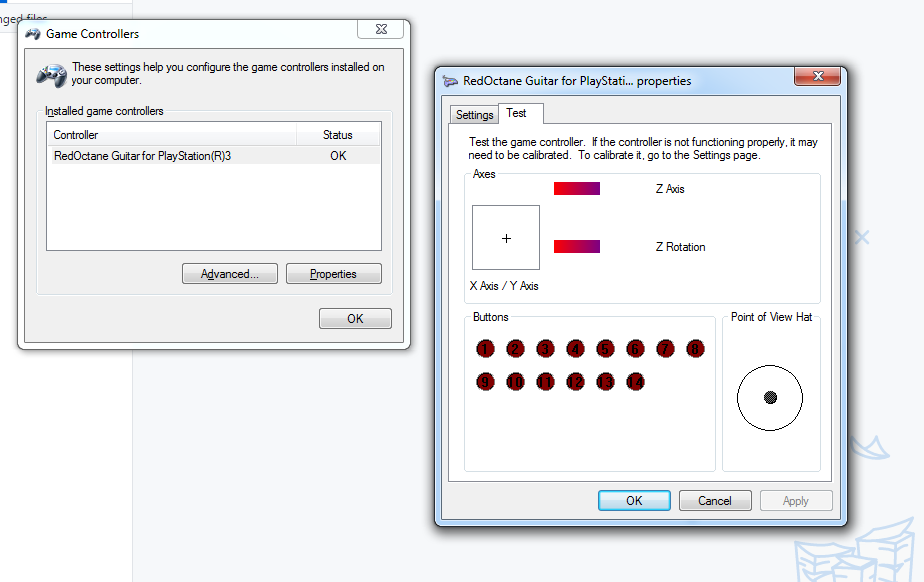 nged files
Game Controllers
These settings help you configure the game controllers installed on
your computer.
Installed game controllers
Controller Status
RedOctane Guitar for PlayStation(R)3 OK
Advanced... Properties
OK
RedOctane Guitar for PlayStati... properties
Settings Test
Test the game controller. If the controller is not functioning properly, it may
need to be calibrated. To calibrate it, go to the Settings page.
Axes
Z Axis
Z Rotation
X Axis / Y Axis
Buttons
1 2 3 4 5 6 7 8
9 10 11 12 13 14
Point of View Hat
OK Cancel Apply